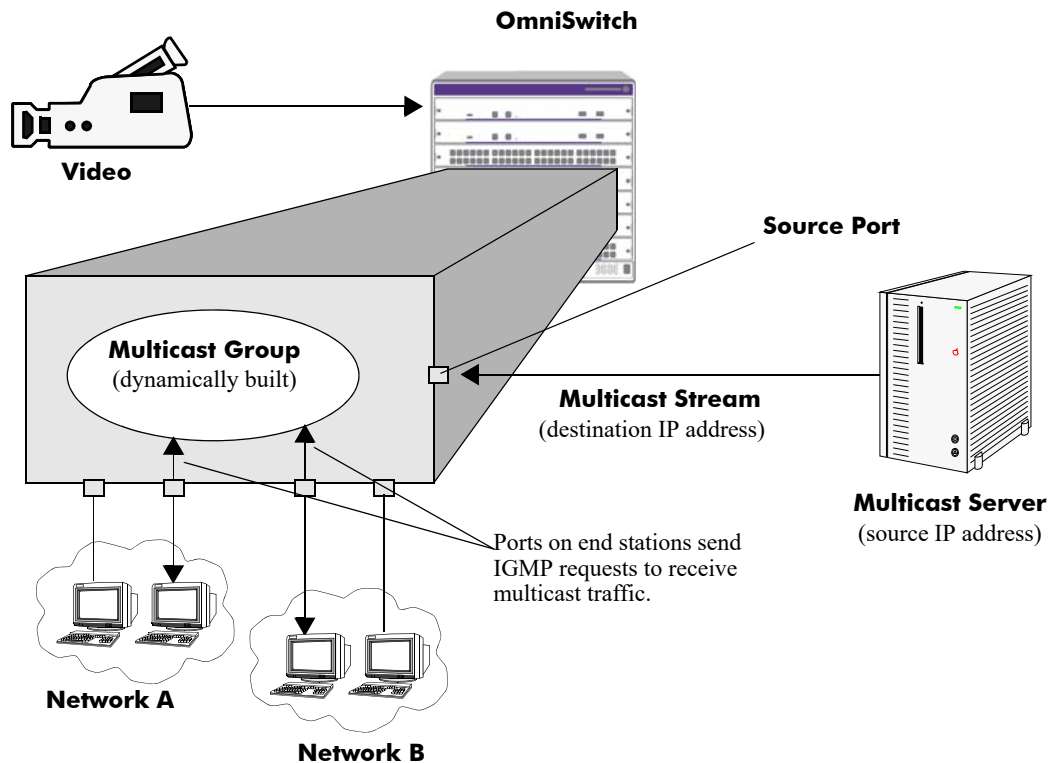 OmniSwitch
Video
Source Port
Multicast Group
(dynamically built)
Multicast Stream
(destination IP address)
Multicast Server
(source IP address)
Ports on end stations send
IGMP requests to receive
multicast traffic.
Network A
Network B